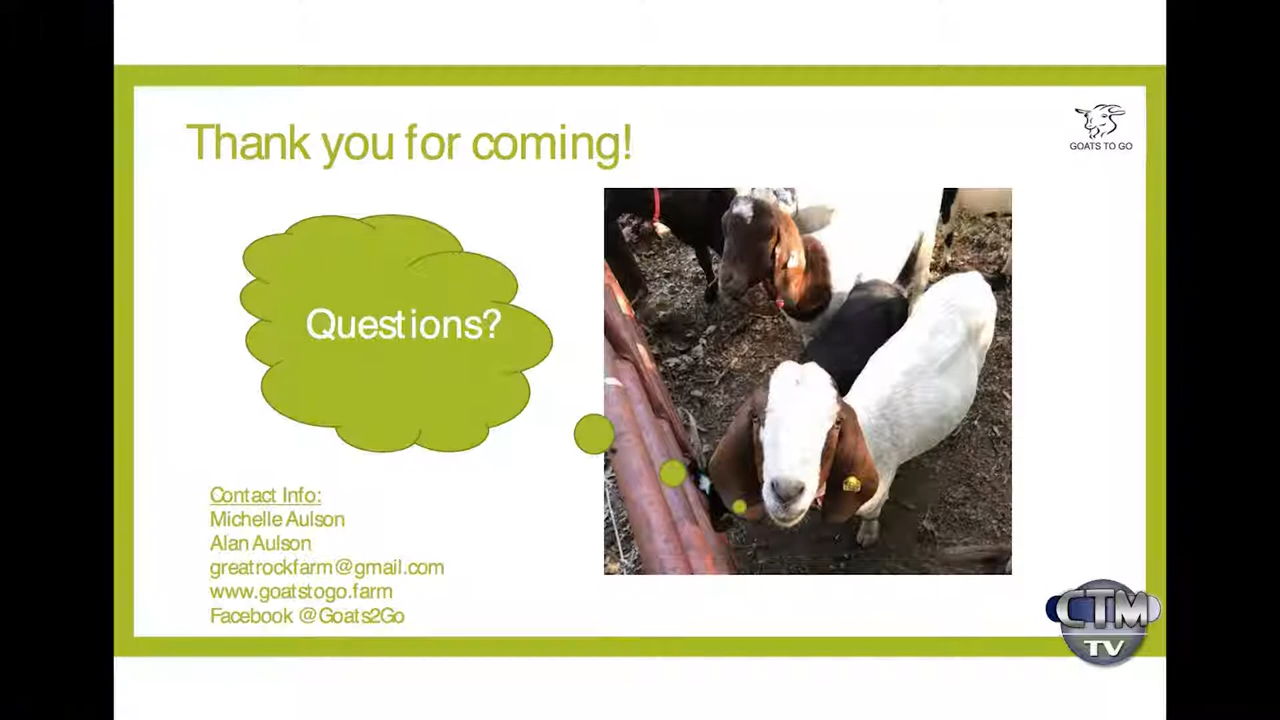 Thank you for coming!
GOATS TO GO
Questions?
Contact Info:
Michelle Aulson
Alan Aulson
greatrockfarm@gmail.com
www.goatstogo.farm
Facebook @Goats2Go
CTM
TV